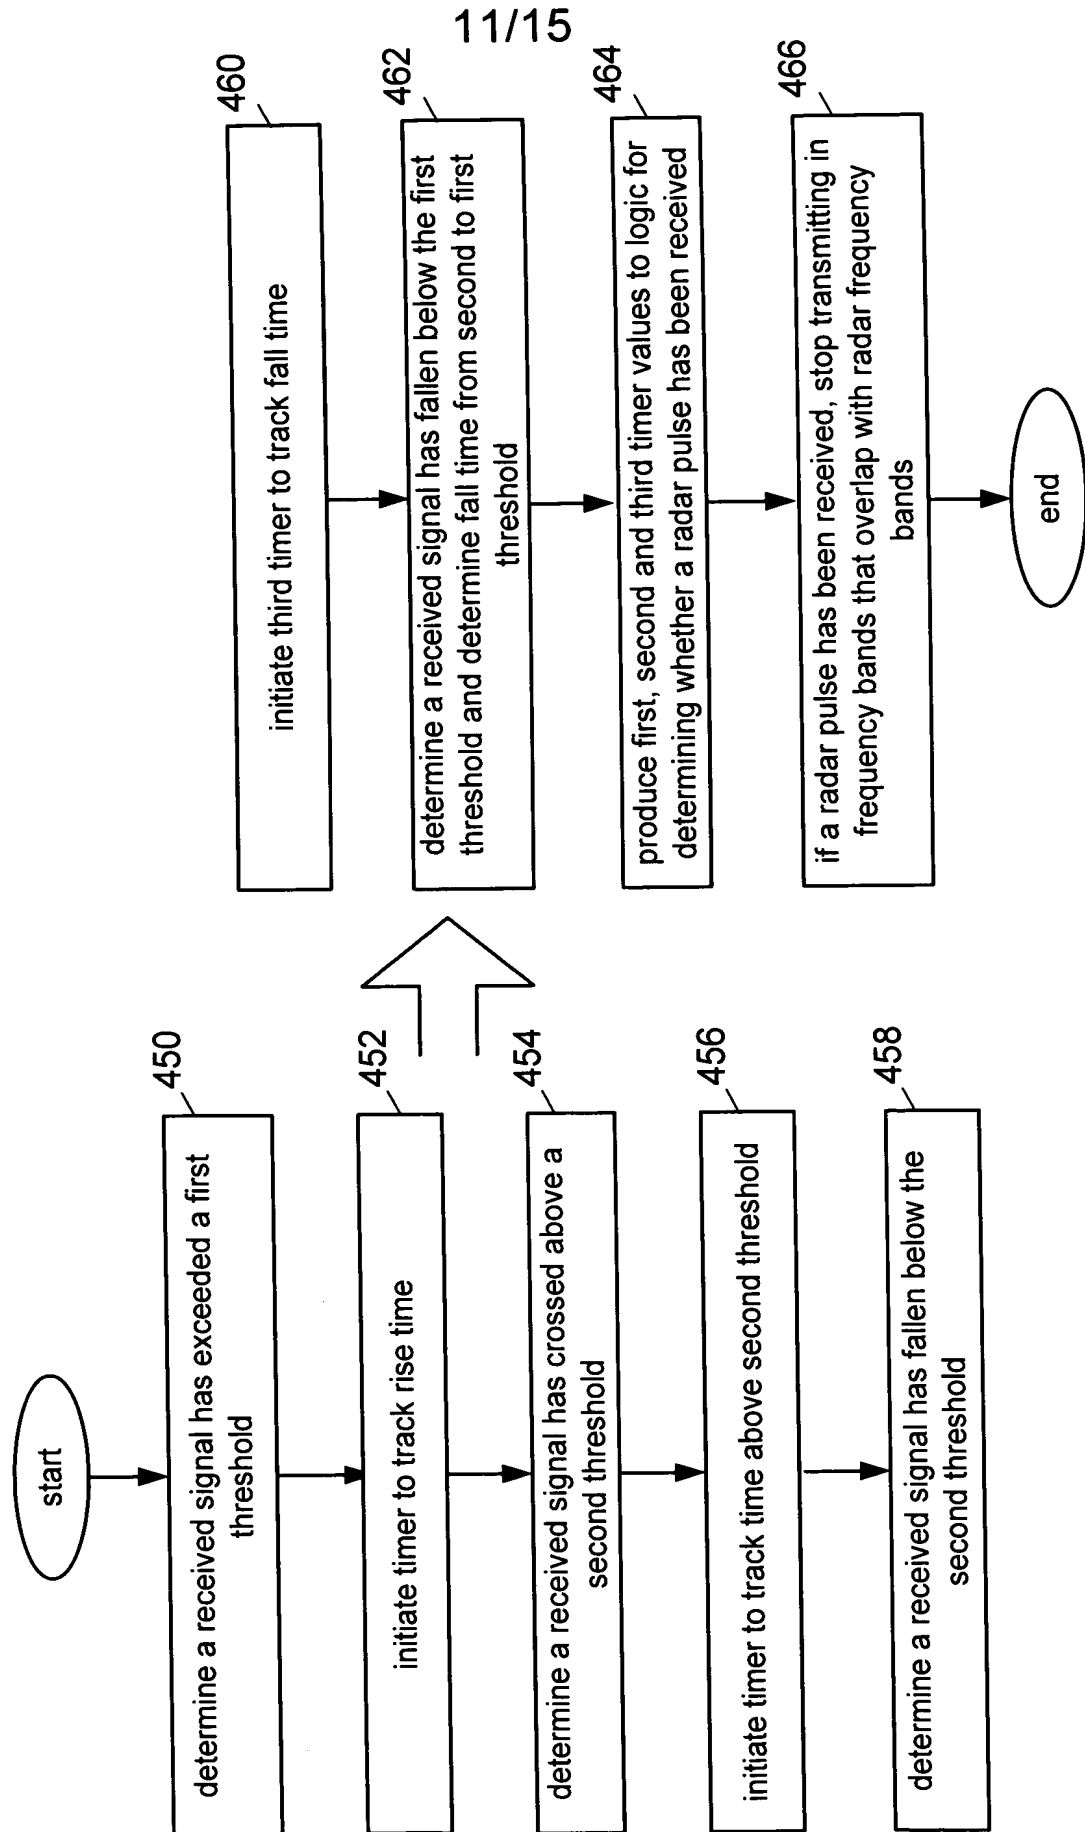 11/15
start
450
determine a received signal has exceeded a first
threshold
452
initiate timer to track rise time
454
determine a received signal has crossed above a
second threshold
456
initiate timer to track time above second threshold
458
determine a received signal has fallen below the
second threshold
460
initiate third timer to track fall time
462
determine a received signal has fallen below the first
threshold and determine fall time from second to first
threshold
464
produce first, second and third timer values to logic for
determining whether a radar pulse has been received
466
if a radar pulse has been received, stop transmitting in
frequency bands that overlap with radar frequency
bands
end